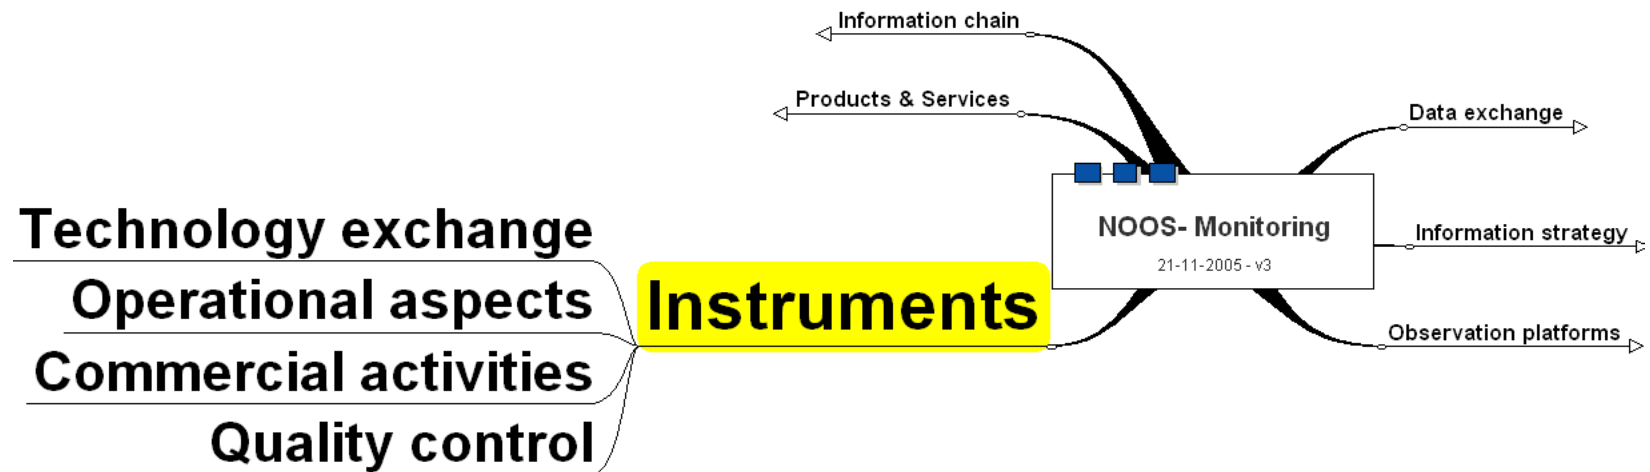 Information chain
Products & Services
Data exchange
NOOS- Monitoring
21-11-2005 - v3
Information strategy
Observation platforms
Instruments
Technology exchange
Operational aspects
Commercial activities
Quality control